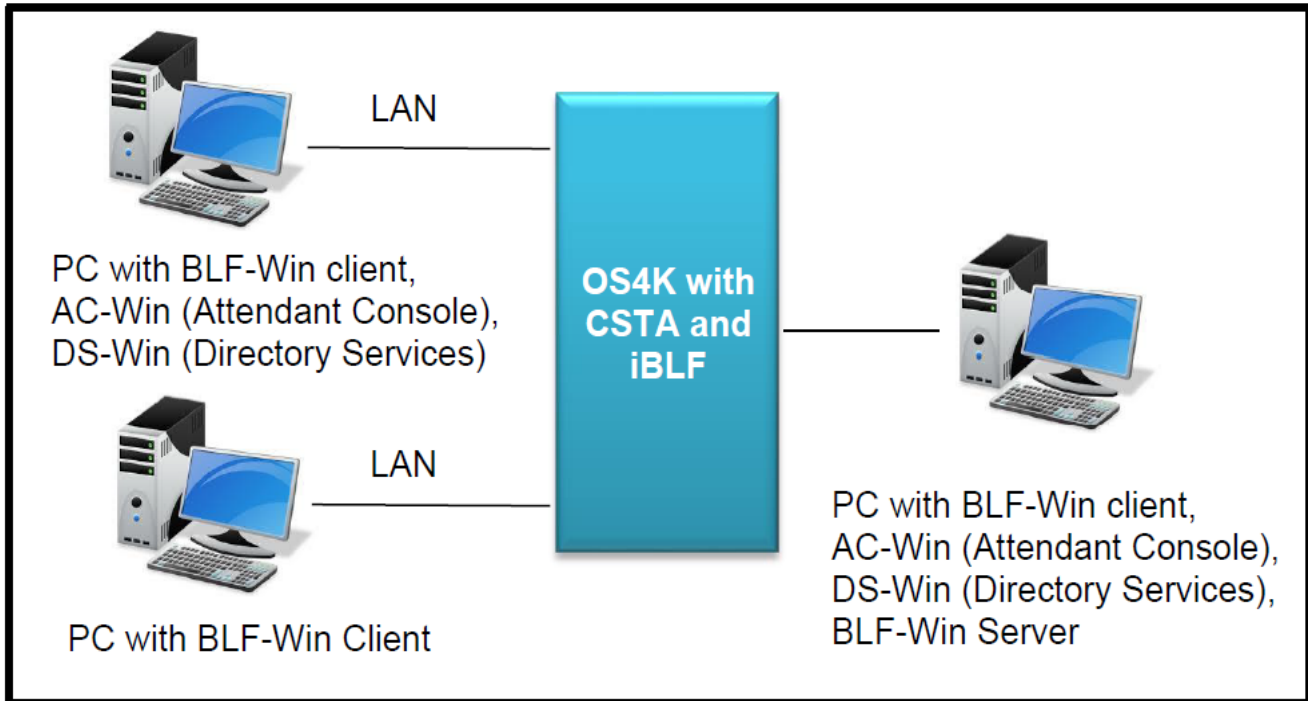 LAN
PC with BLF-Win client,
AC-Win (Attendant Console),
DS-Win (Directory Services)
LAN
PC with BLF-Win Client
OS4K with
CSTA and
iBLF
PC with BLF-Win client,
AC-Win (Attendant Console),
DS-Win (Directory Services),
BLF-Win Server